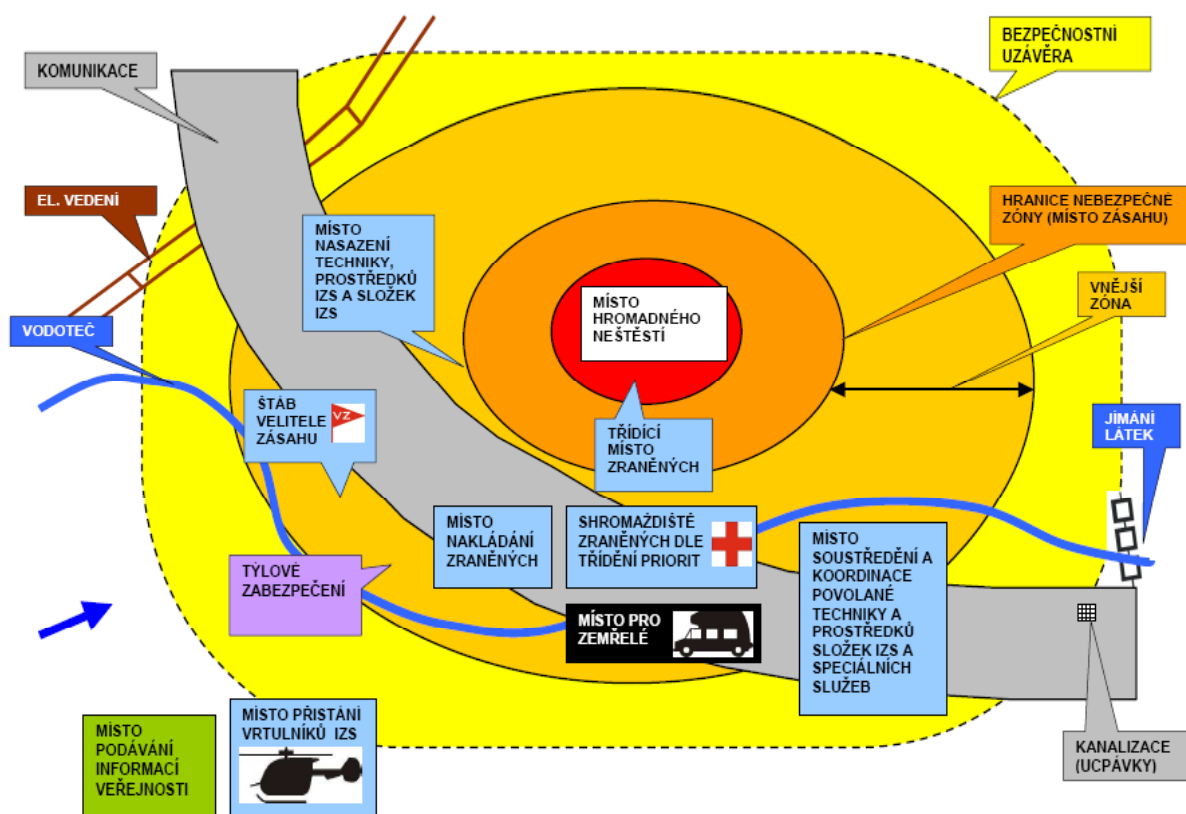 BEZPEČNOSTNÍ
UZÁVĚRA
KOMUNIKACE
EL. VEDENÍ
HRANICE NEBEZPEČNÉ
ZÓNY (MÍSTO ZÁSAHU)
MÍSTO
NASAZENÍ
TECHNIKY,
PROSTŘEDKŮ
IZS A SLOŽEK
IZS
VNĚJŠÍ
ZÓNA
MÍSTO
HROMADNÉHO
NEŠTĚSTÍ
VODOTEČ
ŠTÁB
VELITELE
ZÁSAHU
VZ
TŘÍDÍCÍ
MÍSTO
ZRANĚNÝCH
JÍMÁNÍ
LÁTEK
MÍSTO
NAKLÁDÁNÍ
ZRANĚNÝCH
SHROMAŽDIŠTĚ
ZRANĚNÝCH DLE
TŘÍDĚNÍ PRIORIT
MÍSTO
SOUSTŘEDĚNÍ A
KOORDINACE
POVOLANÉ
TECHNIKY A
PROSTŘEDKŮ
SLOŽEK IZS A
SPECIÁLNÍCH
SLUŽEB
TÝLOVÉ
ZABEZPEČENÍ
MÍSTO PRO
ZEMŘELÉ
MÍSTO PŘISTÁNÍ
VRTULNÍKŮ IZS
MÍSTO
PODÁVÁNÍ
INFORMACÍ
VEŘEJNOSTI
KANALIZACE
(UCPÁVKY)